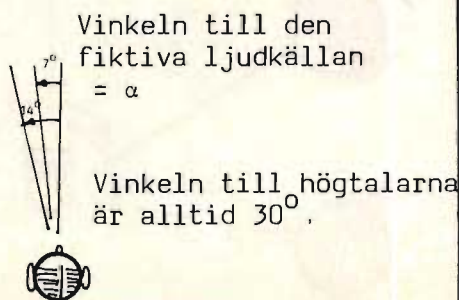 Vinkeln till den
fiktiva ljudkällan
= α
7°
14°
Vinkeln till högtalarna
är alltid 30°.